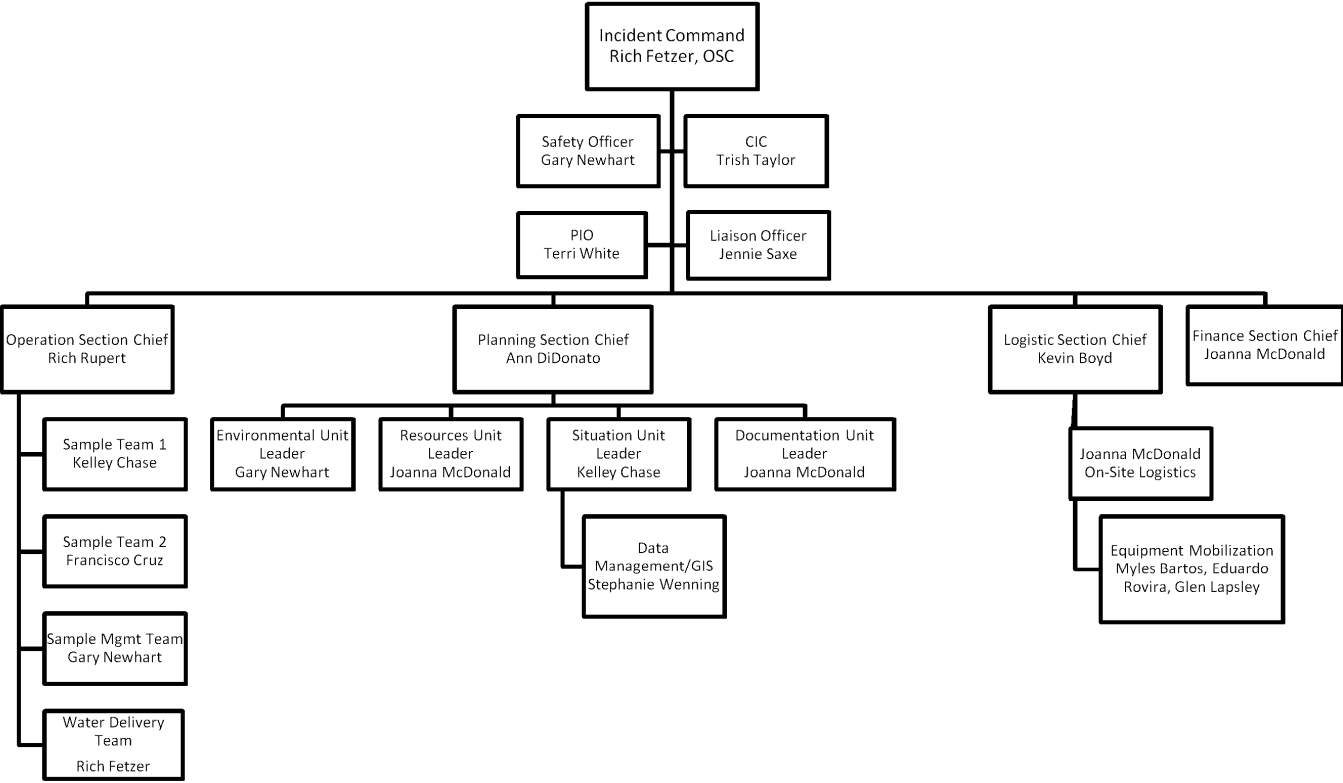 Incident Command
Rich Fetzer, OSC
Safety Officer
Gary Newhart
CIC
Trish Taylor
PIO
Terri White
Liaison Officer
Jennie Saxe
Operation Section Chief
Rich Rupert
Planning Section Chief
Ann DiDonato
Logistic Section Chief
Kevin Boyd
Finance Section Chief
Joanna McDonald
Sample Team 1
Kelley Chase
Sample Team 2
Francisco Cruz
Sample Mgmt Team
Gary Newhart
Water Delivery
Team
Rich Fetzer
Environmental Unit
Leader
Gary Newhart
Resources Unit
Leader
Joanna McDonald
Situation Unit
Leader
Kelley Chase
Documentation Unit
Leader
Joanna McDonald
Data
Management/GIS
Stephanie Wenning
Joanna McDonald
On-Site Logistics
Equipment Mobilization
Myles Bartos, Eduardo
Rovira, Glen Lapsley